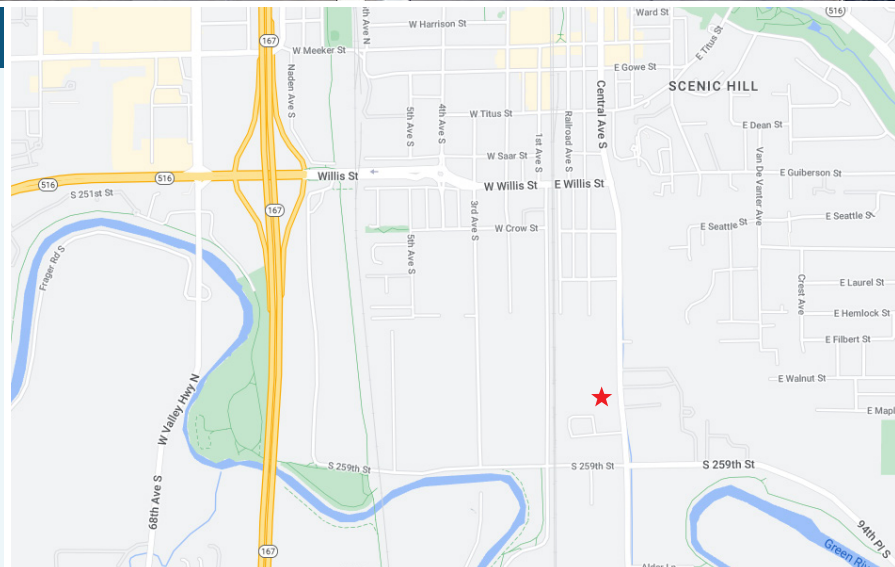 516
Ward St
W Harrison St
4th Ave N
E Titus St
167
W Meeker St
E Gowe St
Naden Ave S
Central Ave S
SCENIC HILL
5th Ave S
4th Ave S
W Titus St
Railroad Ave S
E Dean St
1st Ave S
Van De Vanter Ave
W Saar St
516
516
Willis St
W Willis St
E Willis St
E Guiberson St
S 251st St
167
3rd Ave S
E Seattle St
E Seattle St
W Crow St
5th Ave S
Frager Rd S
Crest Ave
E Laurel St
E Hemlock St
E Filbert St
E Walnut St
W Valley Hwy N
S 259th St
S 259th St
S 259th St
68th Ave S
94th Pl S
167
Green